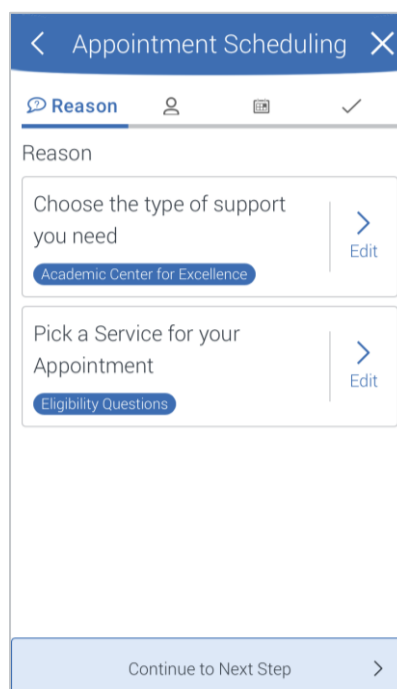 Appointment Scheduling
Reason
Reason
Choose the type of support
you need
Edit
Academic Center for Excellence
Pick a Service for your
Appointment
Edit
Eligibility Questions
Continue to Next Step